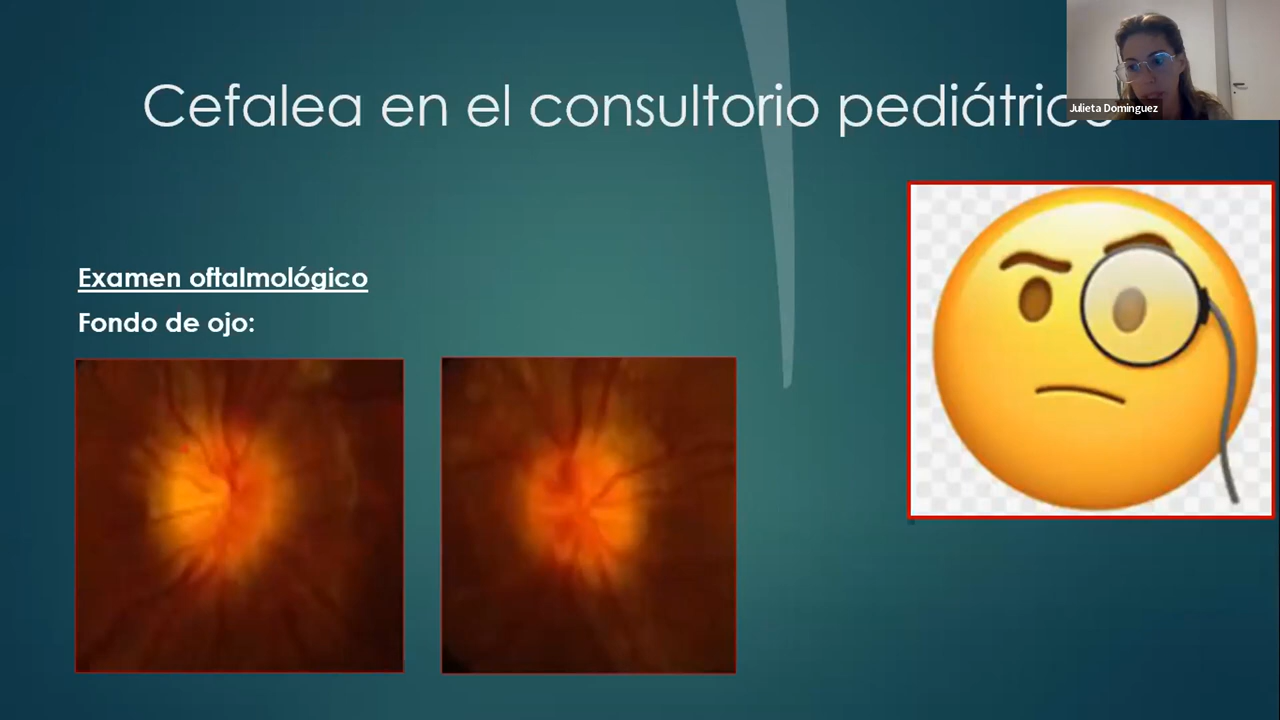 Cefalea en el consultorio pediátrico
Julieta Dominguez
Examen oftalmológico
Fondo de ojo: